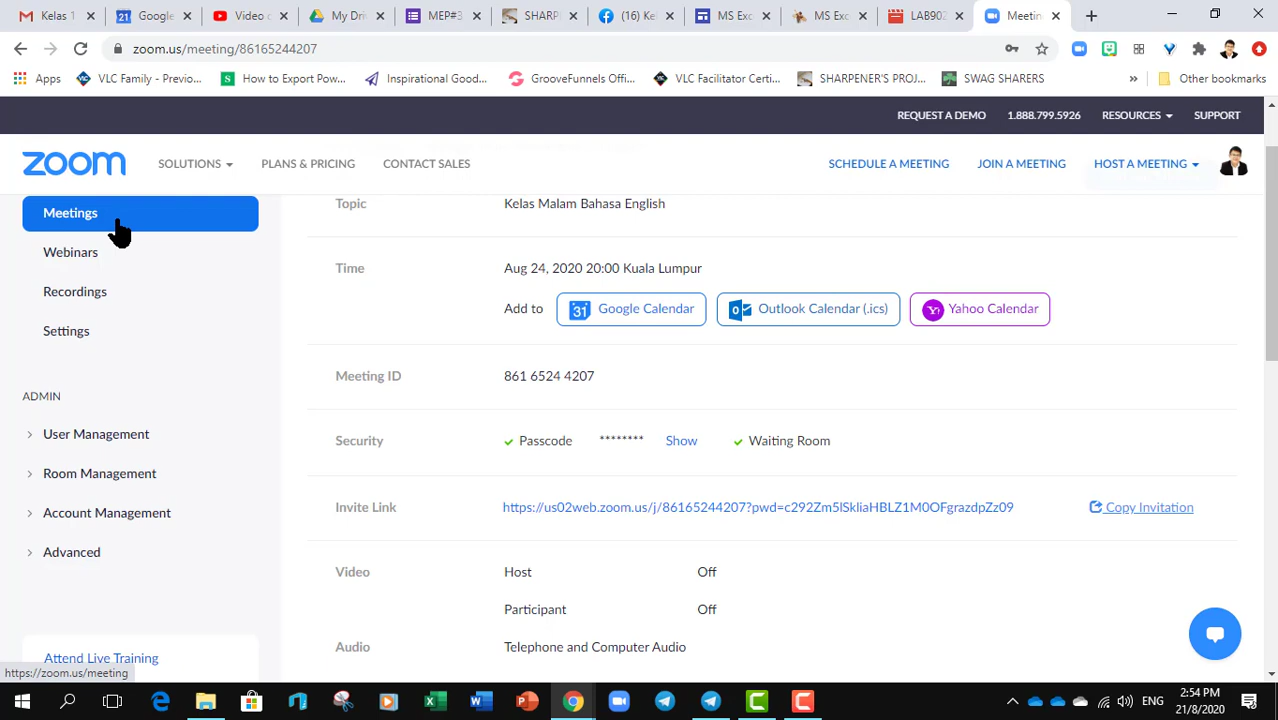 Kelas 1
Google
Video c
My Driv
MEP#3
SHARP
(16) Ke
MS Exc
MS Exc
LAB902
Meetin
zoom.us/meeting/86165244207
Apps
VLC Family - Previo...
How to Export Pow...
Inspirational Good...
GrooveFunnels Offi...
VLC Facilitator Certi...
SHARPENER'S PROJ...
SWAG SHARERS
»
Other bookmarks
REQUEST A DEMO
1.888.799.5926
RESOURCES
SUPPORT
zoom
SOLUTIONS
PLANS & PRICING
CONTACT SALES
SCHEDULE A MEETING
JOIN A MEETING
HOST A MEETING
Meetings
Webinars
Recordings
Settings
ADMIN
User Management
Room Management
Account Management
Advanced
Attend Live Training
https://zoom.us/meeting
Topic
Kelas Malam Bahasa English
Time
Aug 24, 2020 20:00 Kuala Lumpur
Add to
31 Google Calendar
Outlook Calendar (.ics)
Yahoo Calendar
Meeting ID
861 6524 4207
Security
Passcode ******** Show
Waiting Room
Invite Link
https://us02web.zoom.us/j/86165244207?pwd=c292Zm5lSkliaHBLZ1M0OFgrazdpZz09
Copy Invitation
Video
Host Off
Participant Off
Audio
Telephone and Computer Audio
ENG
2:54 PM
21/8/2020